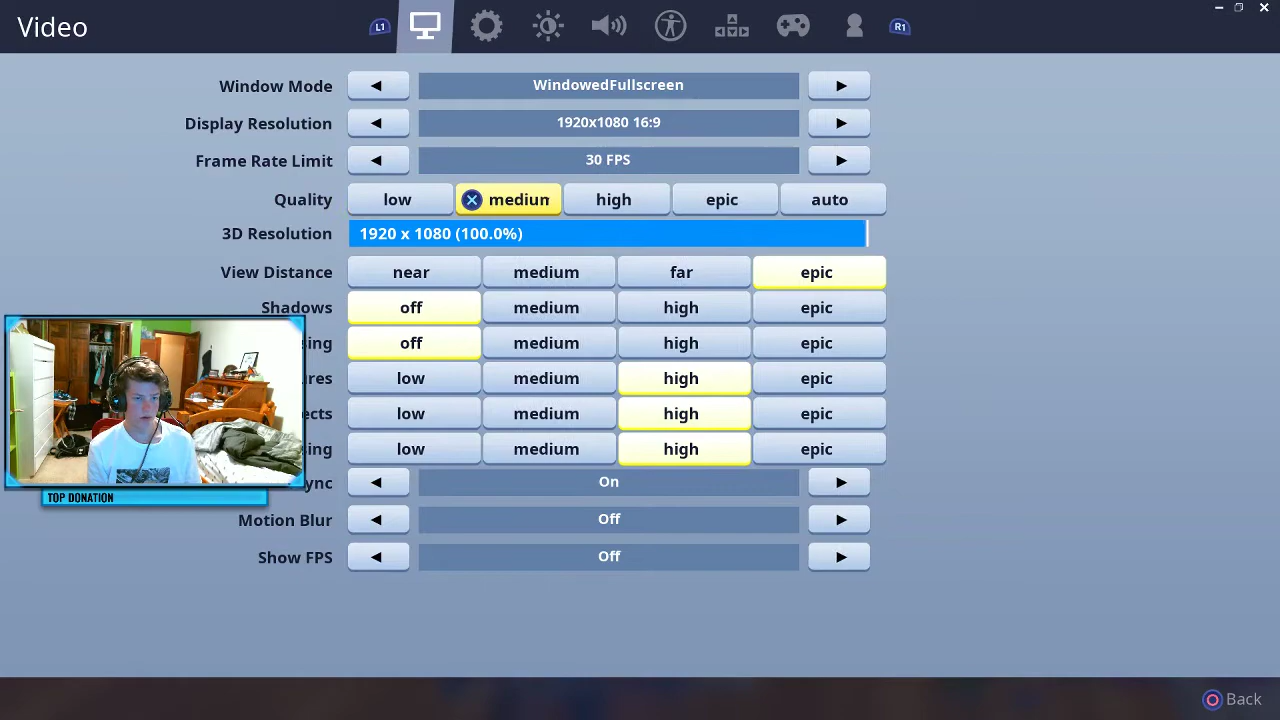 Video
L1
R1
Window Mode WindowedFullscreen
Display Resolution 1920x1080 16:9
Frame Rate Limit 30 FPS
Quality low mediun high epic auto
3D Resolution 1920 x 1080 (100.0%)
View Distance near medium far epic
Shadows off medium high epic
ing off medium high epic
ures low medium high epic
ects low medium high epic
ing low medium high epic
ync On
TOP DONATION
Motion Blur Off
Show FPS Off
Back